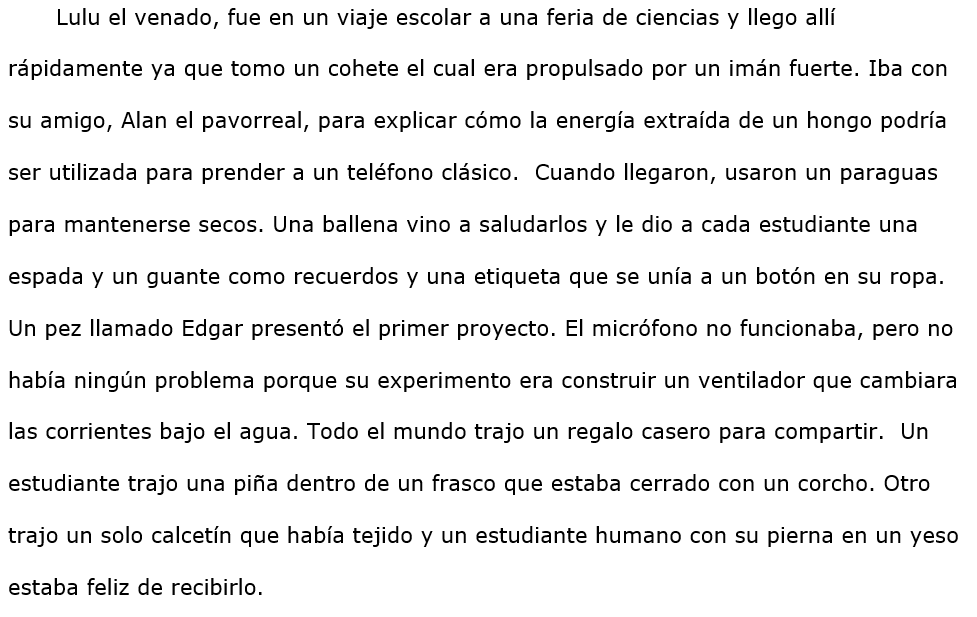 Lulu el venado, fue en un viaje escolar a una feria de ciencias y llego allí
rápidamente ya que tomo un cohete el cual era propulsado por un imán fuerte. Iba con
su amigo, Alan el pavorreal, para explicar cómo la energía extraída de un hongo podría
ser utilizada para prender a un teléfono clásico.  Cuando llegaron, usaron un paraguas
para mantenerse secos. Una ballena vino a saludarlos y le dio a cada estudiante una
espada y un guante como recuerdos y una etiqueta que se unía a un botón en su ropa.
Un pez llamado Edgar presentó el primer proyecto. El micrófono no funcionaba, pero no
había ningún problema porque su experimento era construir un ventilador que cambiara
las corrientes bajo el agua. Todo el mundo trajo un regalo casero para compartir.  Un
estudiante trajo una piña dentro de un frasco que estaba cerrado con un corcho. Otro
trajo un solo calcetín que había tejido y un estudiante humano con su pierna en un yeso
estaba feliz de recibirlo.